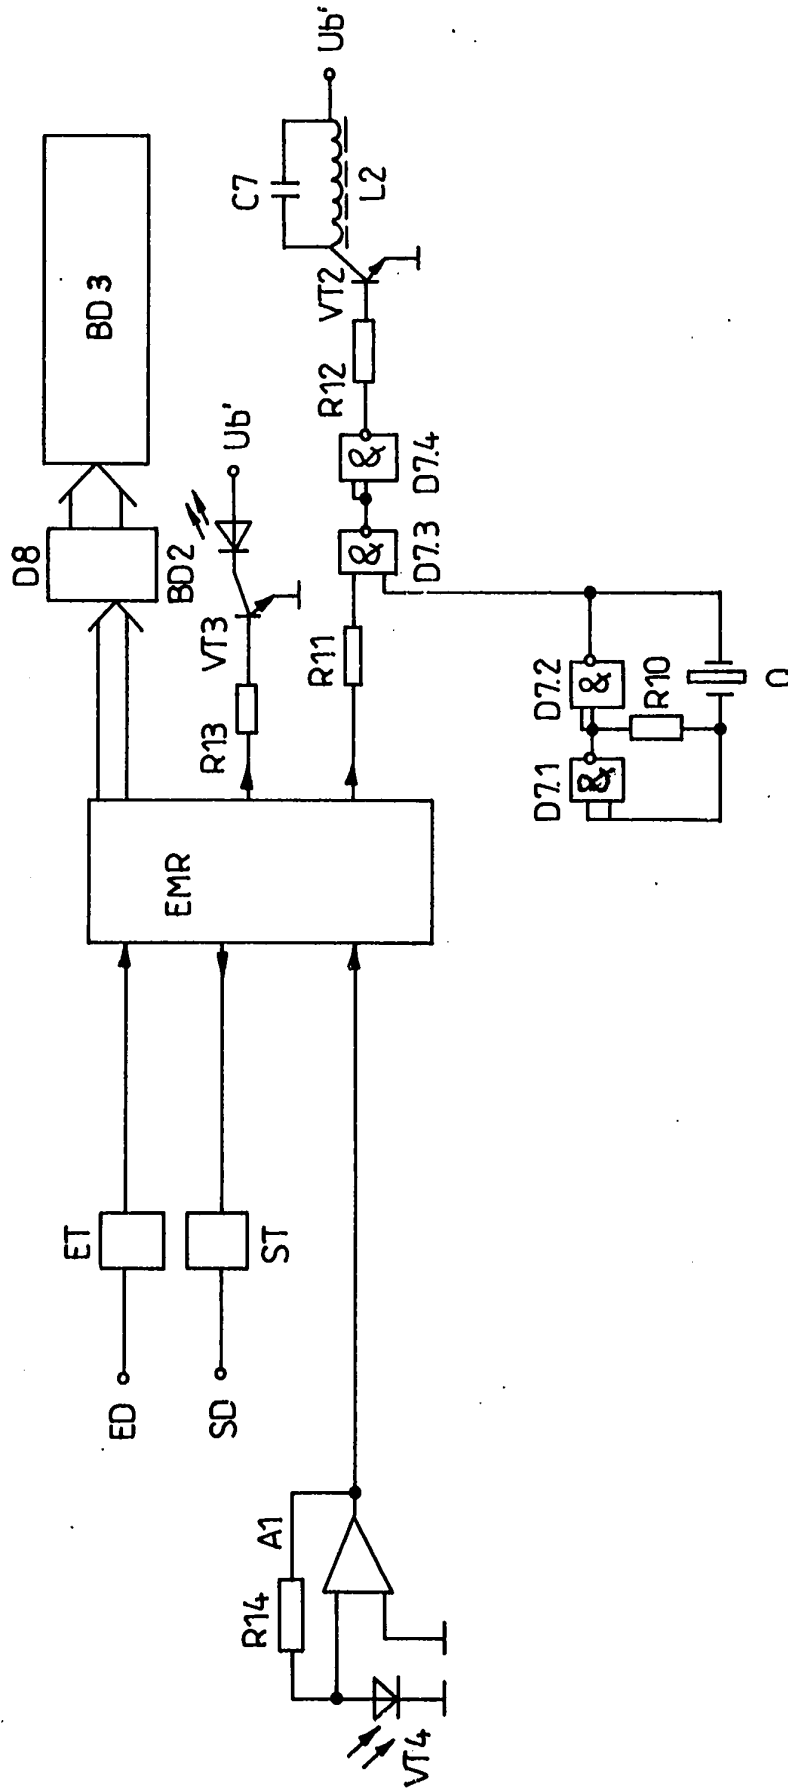 BD3
D8
BD2
Ub'
VT3
R13
C7
Ub'
L2
VT2
R12
&
D7.4
&
D7.3
R11
EMR
&
D7.2
R10
Q
&
D7.1
ET
ST
ED
SD
A1
R14
VT4